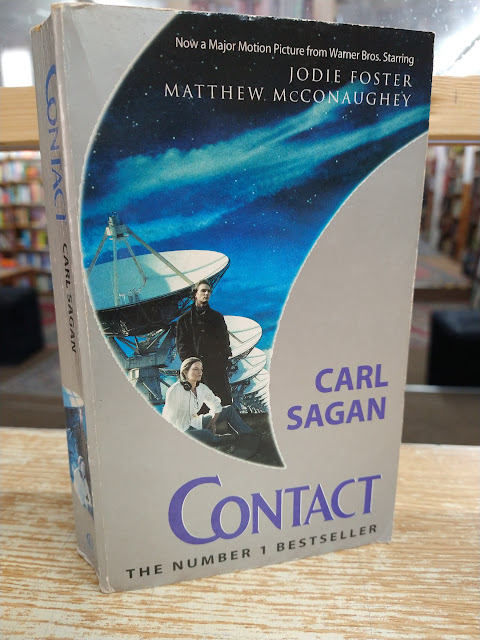 Now a Major Motion Picture from Warner Bros. Starring
JODIE FOSTER
MATTHEW McCONAUGHEY
CARL
SAGAN
CONTACT
THE NUMBER 1 BESTSELLER
CONTACT
CARL SAGAN